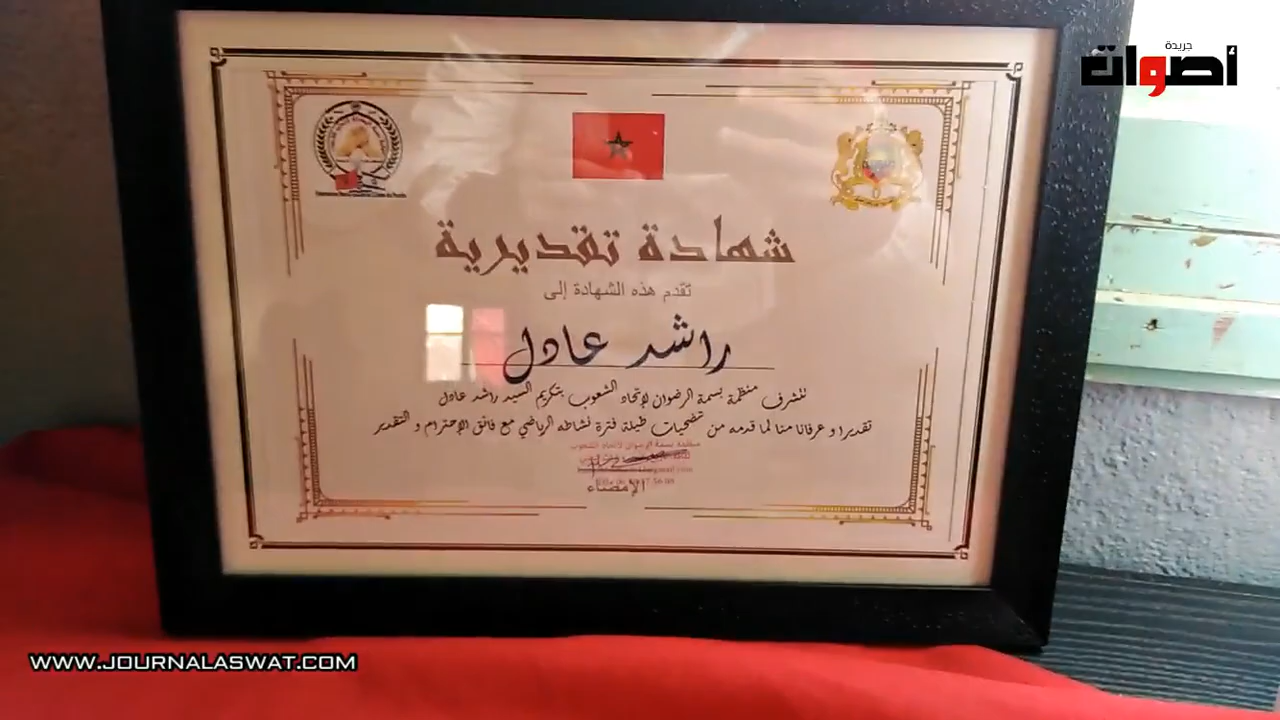 جريدة
أصوات
شهادة تقديرية
تقدم هذه الشهادة إلى
راشد عادل
تتشرف منظمة بسمة الرضوان لإتحاد الشعوب بتكريم السيد راشد عادل
تقديرا و عرفانا منا لما قدمه من تضحيات طيلة فترة نشاطه الرياضي مع فائق الإحترام و التقدير
الإمضاء
WWW.JOURNALASWAT.COM